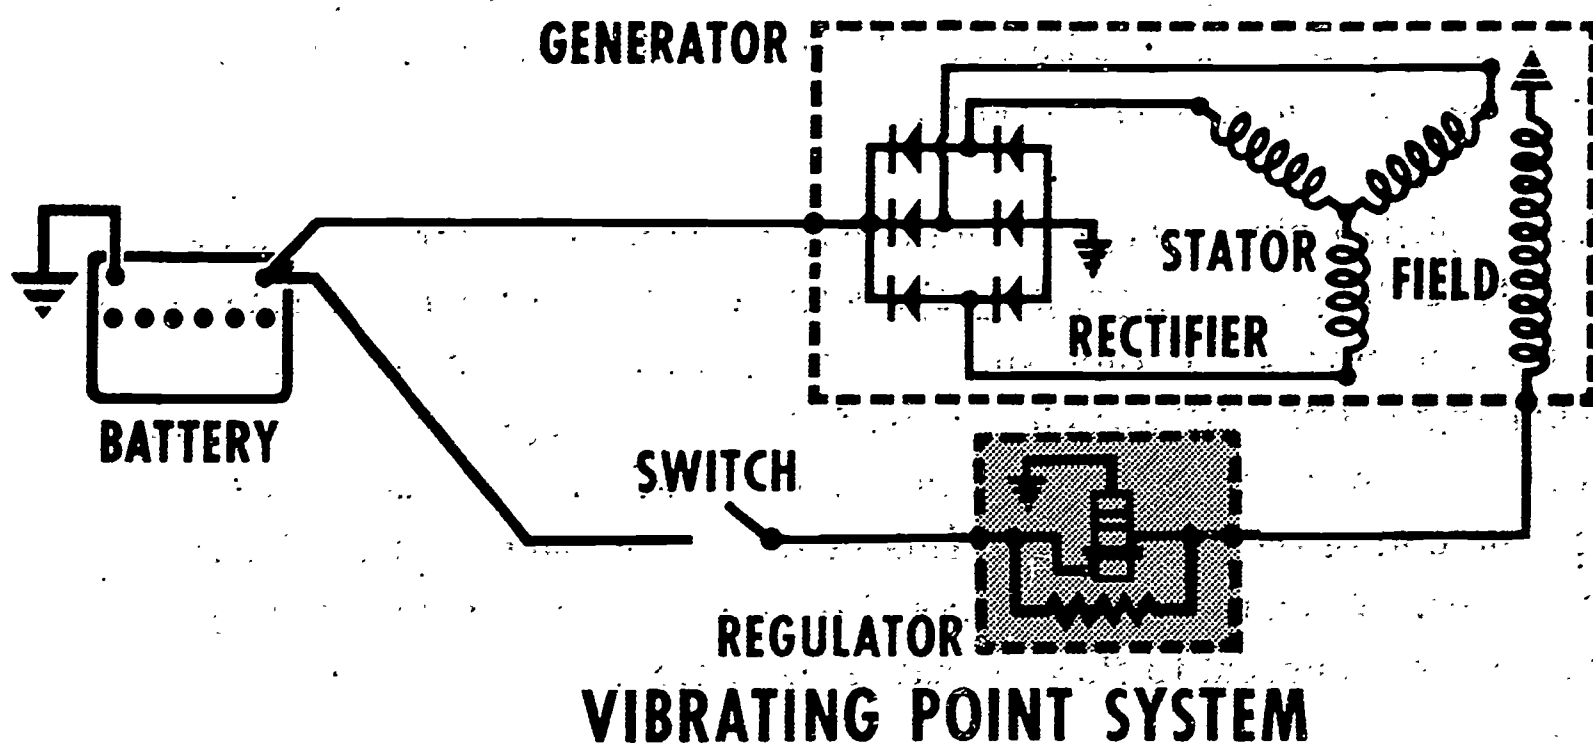 GENERATOR
STATOR
FIELD
RECTIFIER
BATTERY
SWITCH
REGULATOR
VIBRATING POINT SYSTEM